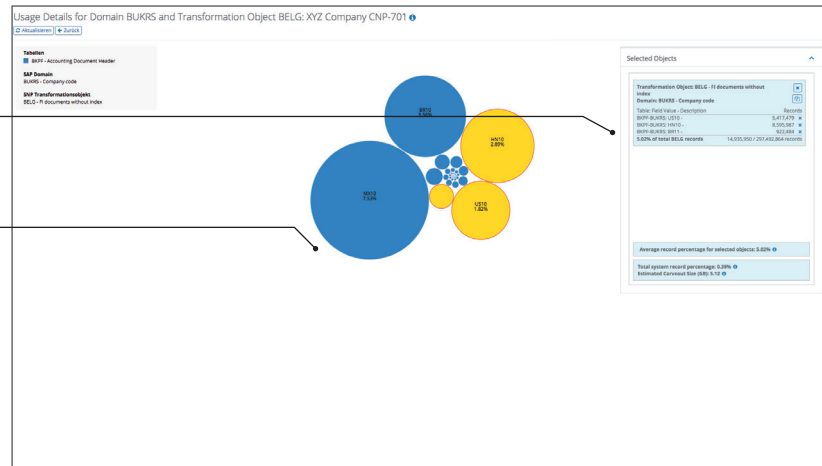 Usage Details for Domain BUKRS and Transformation Object BELG: XYZ Company CNP-701
Aktualisieren
Zurück
Tabellen
BKPF - Accounting Document Header
SAP Domain
BUKRS - Company code
SNP Transformationsobjekt
BELG - FI documents without index
BR10
HN10
2.89%
MX10
7.53%
US10
1.82%
Selected Objects
Transformation Object: BELG - FI documents without
index
Domain: BUKRS - Company code
Table: Field Value - Description Records
BKPF-BUKRS: US10 - 5,417,479
BKPF-BUKRS: HN10 - 8,595,987
BKPF-BUKRS: BR11 - 922,484
5.02% of total BELG records 14,935,950 / 297,492,864 records
Average record percentage for selected objects: 5.02%
Total system record percentage: 0.39%
Estimated Carveout Size (GB): 5.12